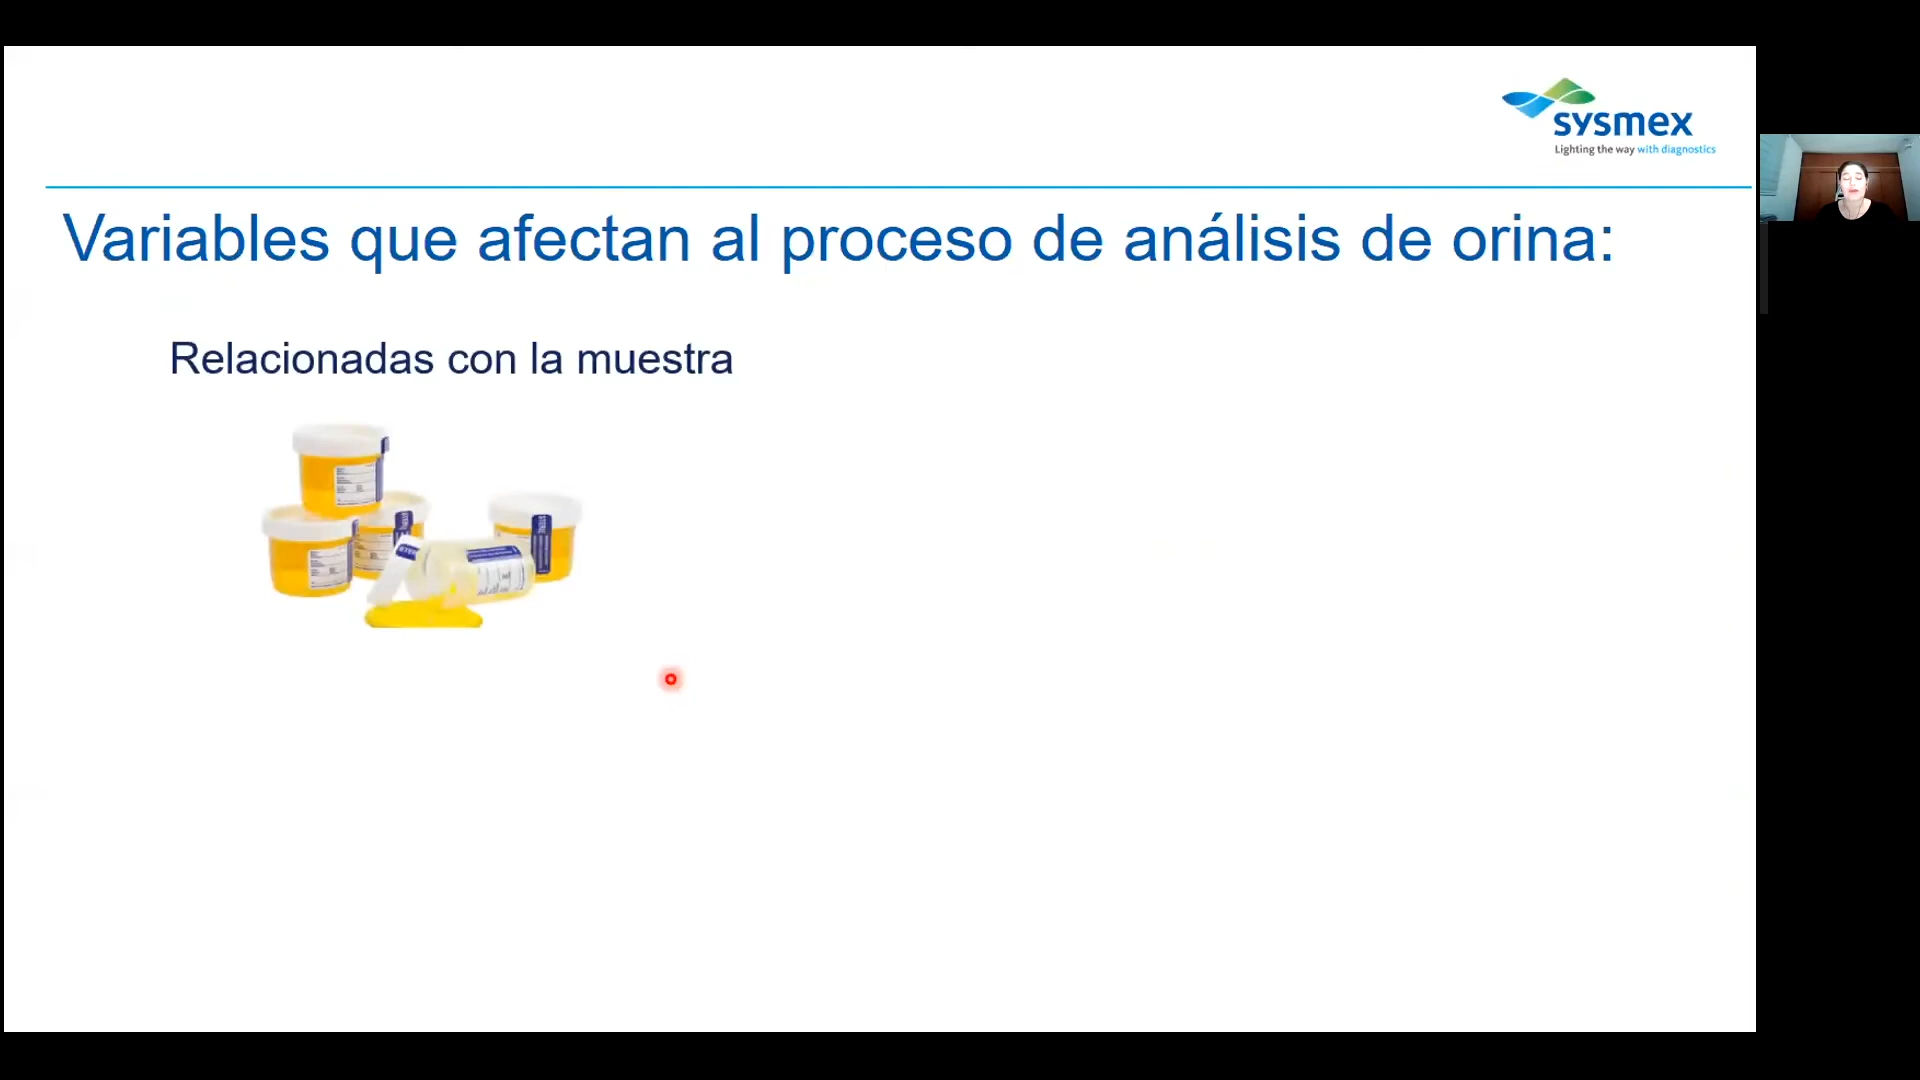 sysmex
Lighting the way with diagnostics
Variables que afectan al proceso de análisis de orina:
Relacionadas con la muestra